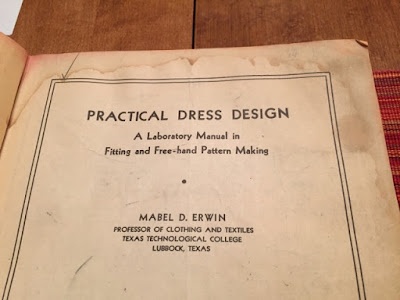 PRACTICAL DRESS DESIGN
A Laboratory Manual in
Fitting and Free-hand Pattern Making
MABEL D. ERWIN
PROFESSOR OF CLOTHING AND TEXTILES
TEXAS TECHNOLOGICAL COLLEGE
LUBBOCK, TEXAS